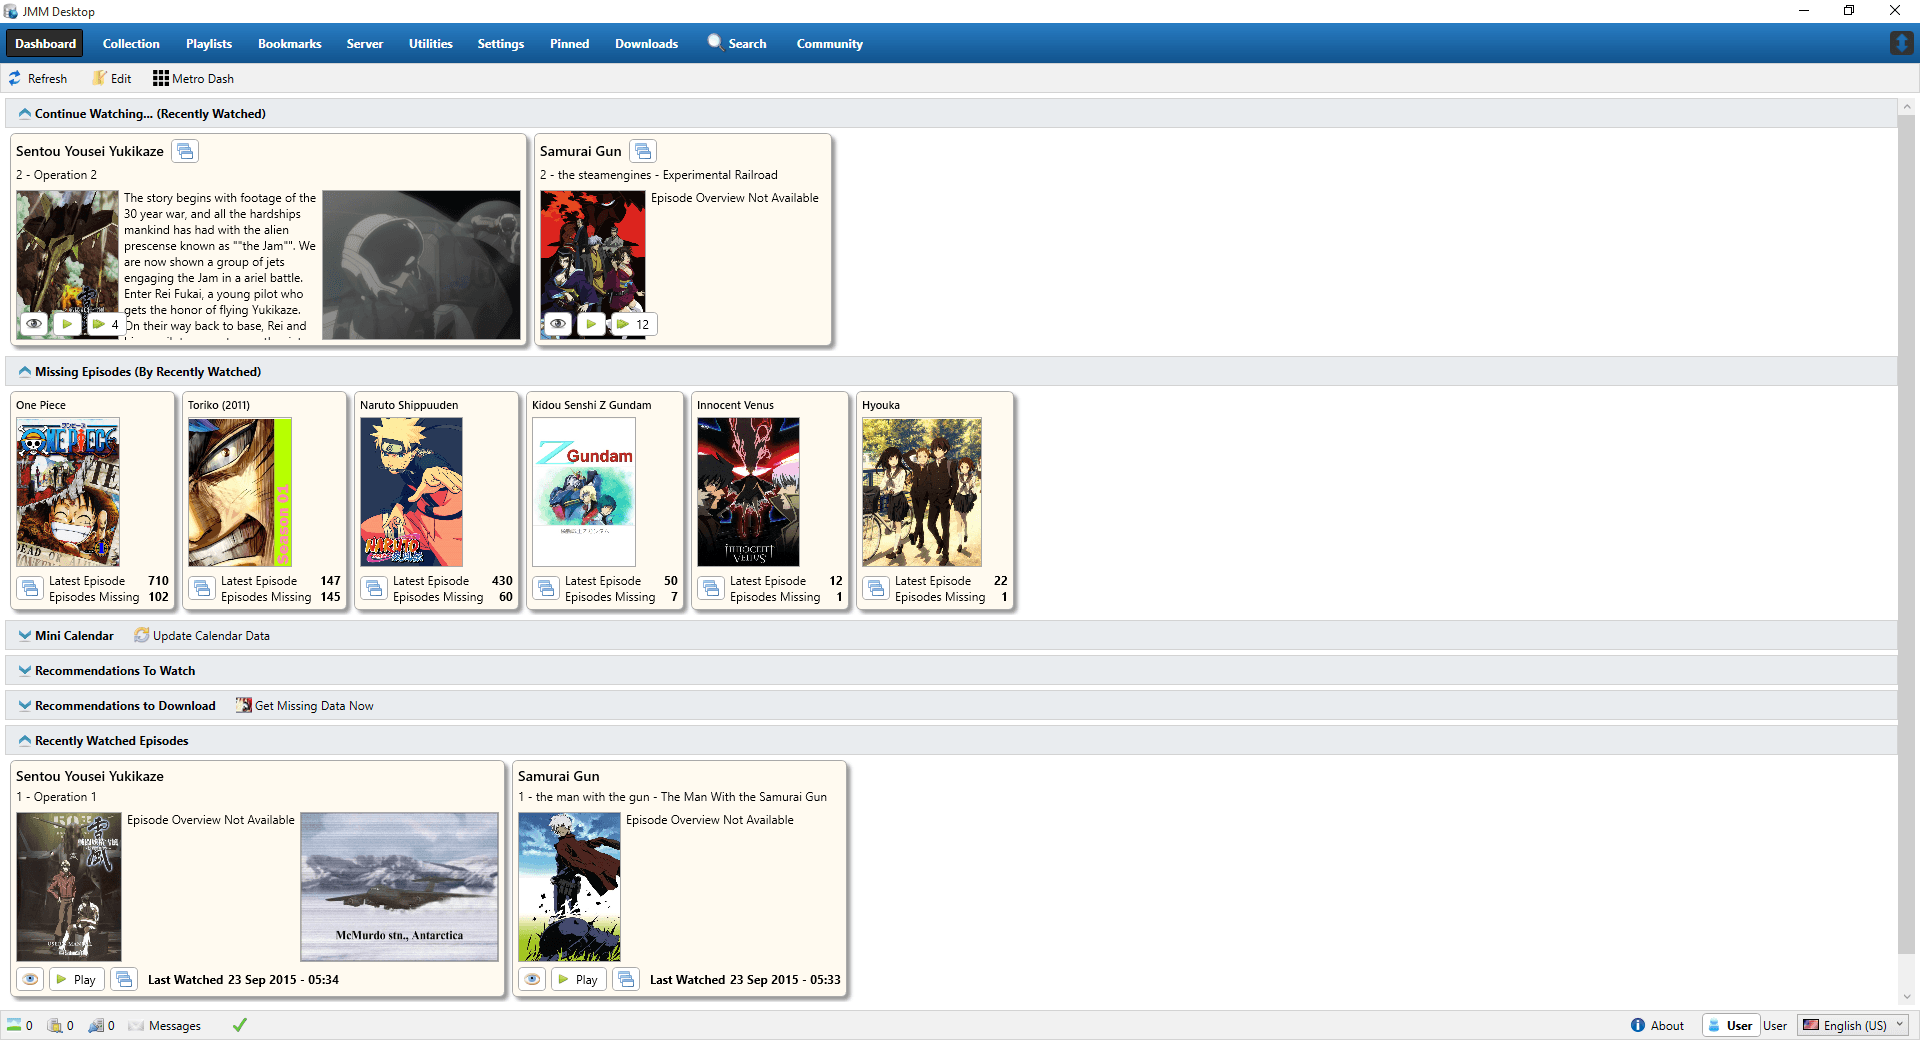 JMM Desktop
Dashboard Collection Playlists Bookmarks Server Utilities Settings Pinned Downloads Search Community
Refresh Edit Metro Dash
Continue Watching... (Recently Watched)
Sentou Yousei Yukikaze
2 - Operation 2
The story begins with footage of the
30 year war, and all the hardships
mankind has had with the alien
prescense known as ""the Jam"". We
are now shown a group of jets
engaging the Jam in a ariel battle.
Enter Rei Fukai, a young pilot who
gets the honor of flying Yukikaze.
On their way back to base, Rei and
4
Samurai Gun
2 - the steamengines - Experimental Railroad
Episode Overview Not Available
12
Missing Episodes (By Recently Watched)
One Piece
ONE PIECE
Latest Episode 710
Episodes Missing 102
Toriko (2011)
Season 01
Latest Episode 147
Episodes Missing 145
Naruto Shippuuden
NARUTO
Latest Episode 430
Episodes Missing 60
Kidou Senshi Z Gundam
Z Gundam
Latest Episode 50
Episodes Missing 7
Innocent Venus
INNOCENT
VENUS
Latest Episode 12
Episodes Missing 1
Hyouka
Latest Episode 22
Episodes Missing 1
Mini Calendar Update Calendar Data
Recommendations To Watch
Recommendations to Download Get Missing Data Now
Recently Watched Episodes
Sentou Yousei Yukikaze
1 - Operation 1
雪風
Episode Overview Not Available
McMurdo stn., Antarctica
Play Last Watched 23 Sep 2015 - 05:34
Samurai Gun
1 - the man with the gun - The Man With the Samurai Gun
Episode Overview Not Available
Play Last Watched 23 Sep 2015 - 05:33
0 0 0 Messages
About User User English (US)